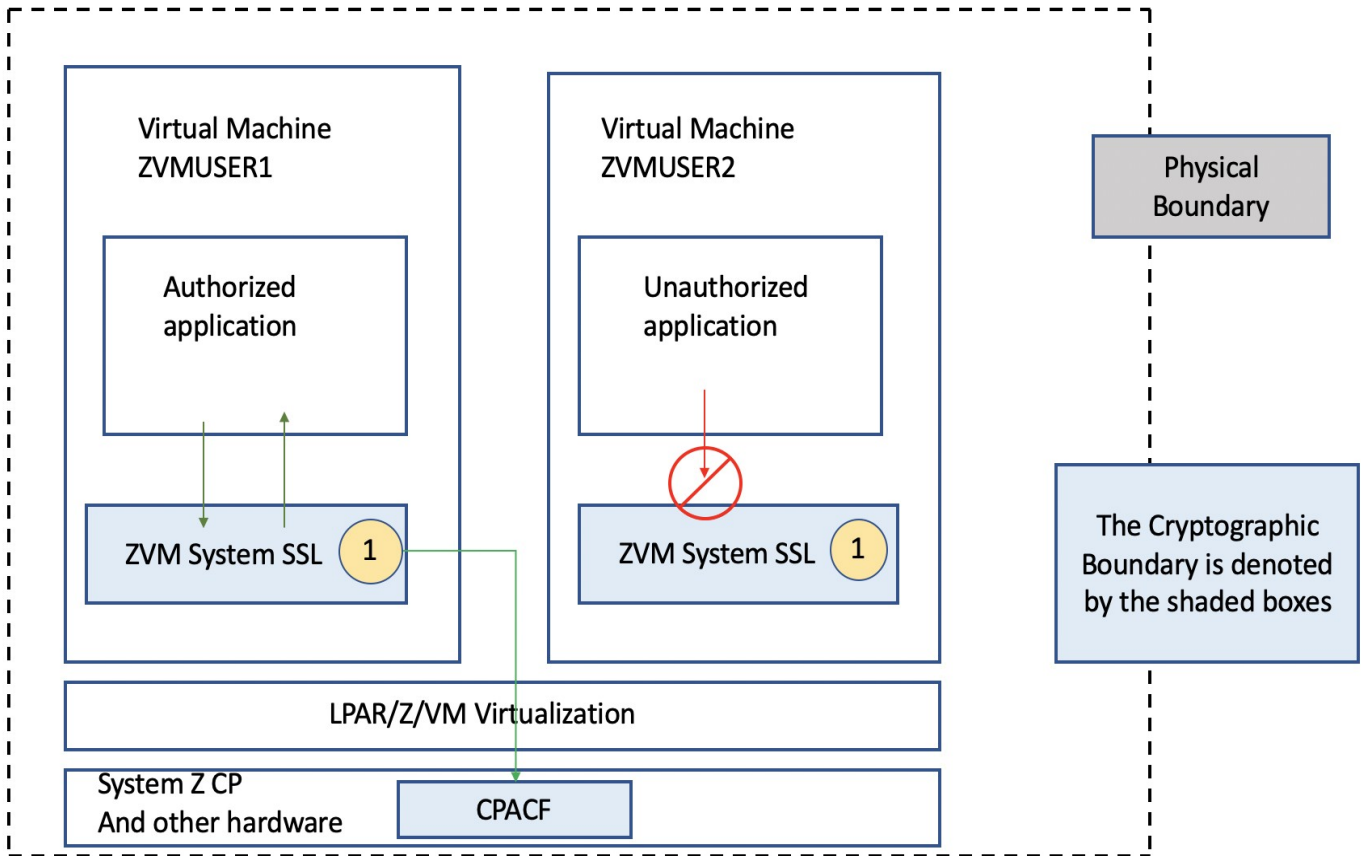 Virtual Machine
ZVMUSER1
Authorized
application
ZVM System SSL
1
Virtual Machine
ZVMUSER2
Unauthorized
application
ZVM System SSL
1
LPAR/Z/VM Virtualization
System Z CP
And other hardware
CPACF
Physical
Boundary
The Cryptographic
Boundary is denoted
by the shaded boxes